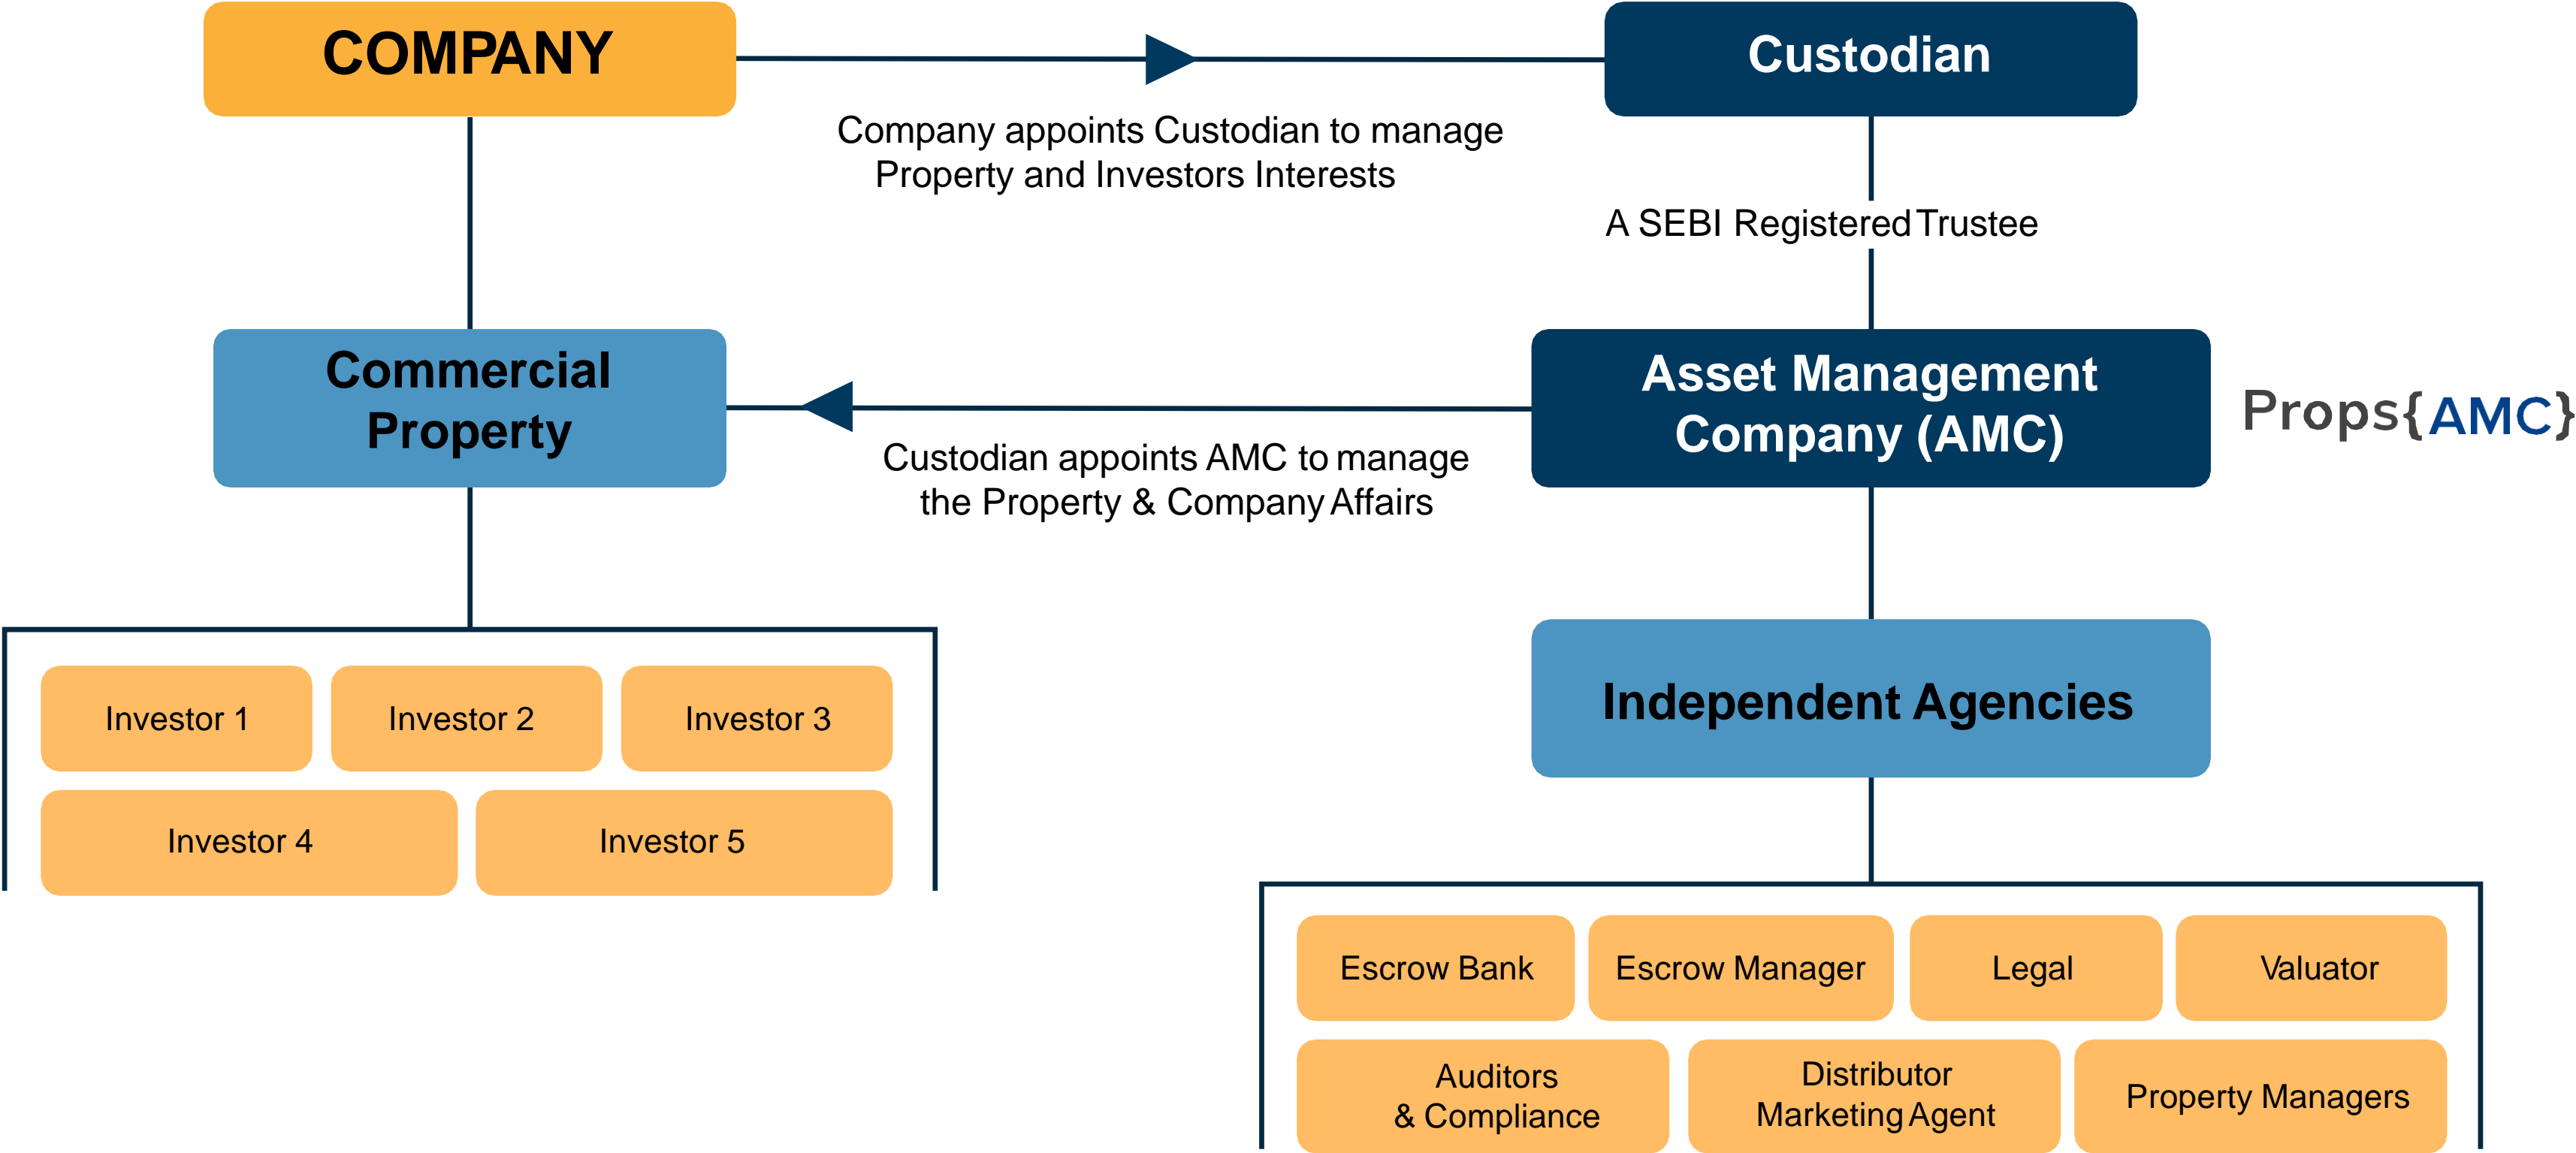 COMPANY
Custodian
Company appoints Custodian to manage
Property and Investors Interests
A SEBI Registered Trustee
Commercial
Property
Asset Management
Company (AMC)
Props{AMC}
Custodian appoints AMC to manage
the Property & Company Affairs
Investor 1
Investor 2
Investor 3
Investor 4
Investor 5
Independent Agencies
Escrow Bank
Escrow Manager
Legal
Valuator
Auditors
& Compliance
Distributor
Marketing Agent
Property Managers